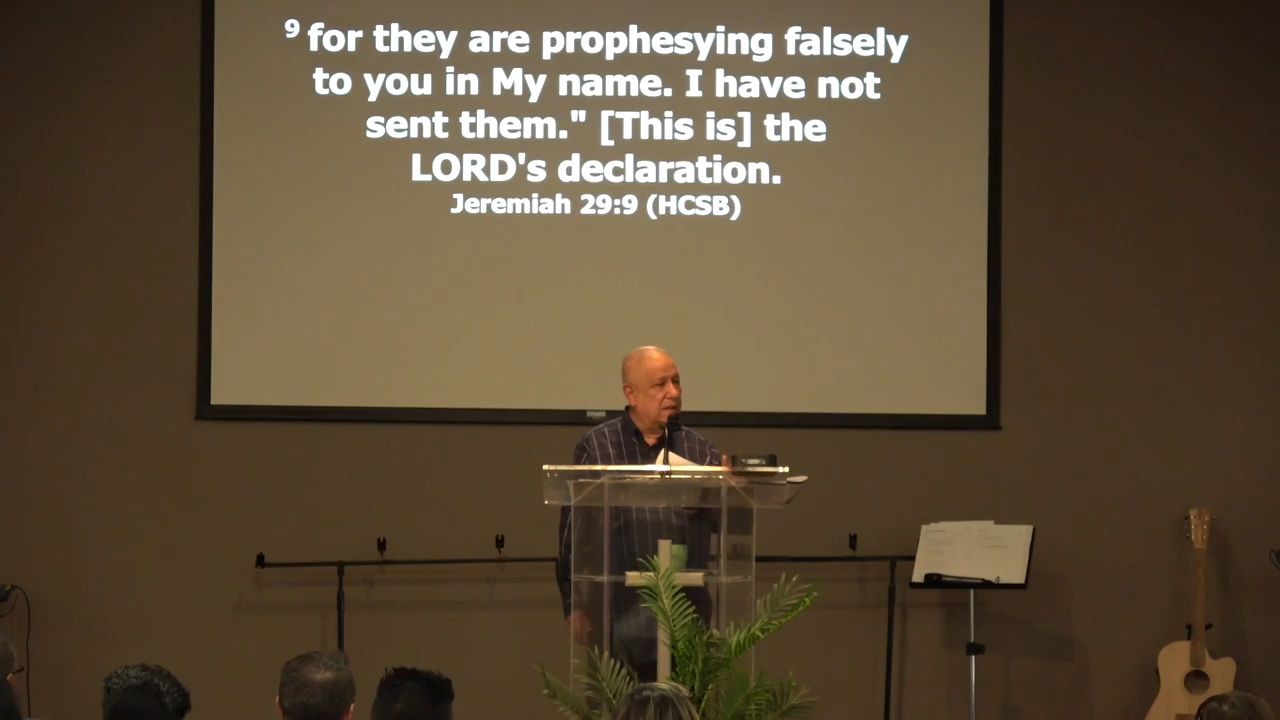 9 for they are prophesying falsely
to you in My name. I have not
sent them." [This is] the
LORD's declaration.
Jeremiah 29:9 (HCSB)